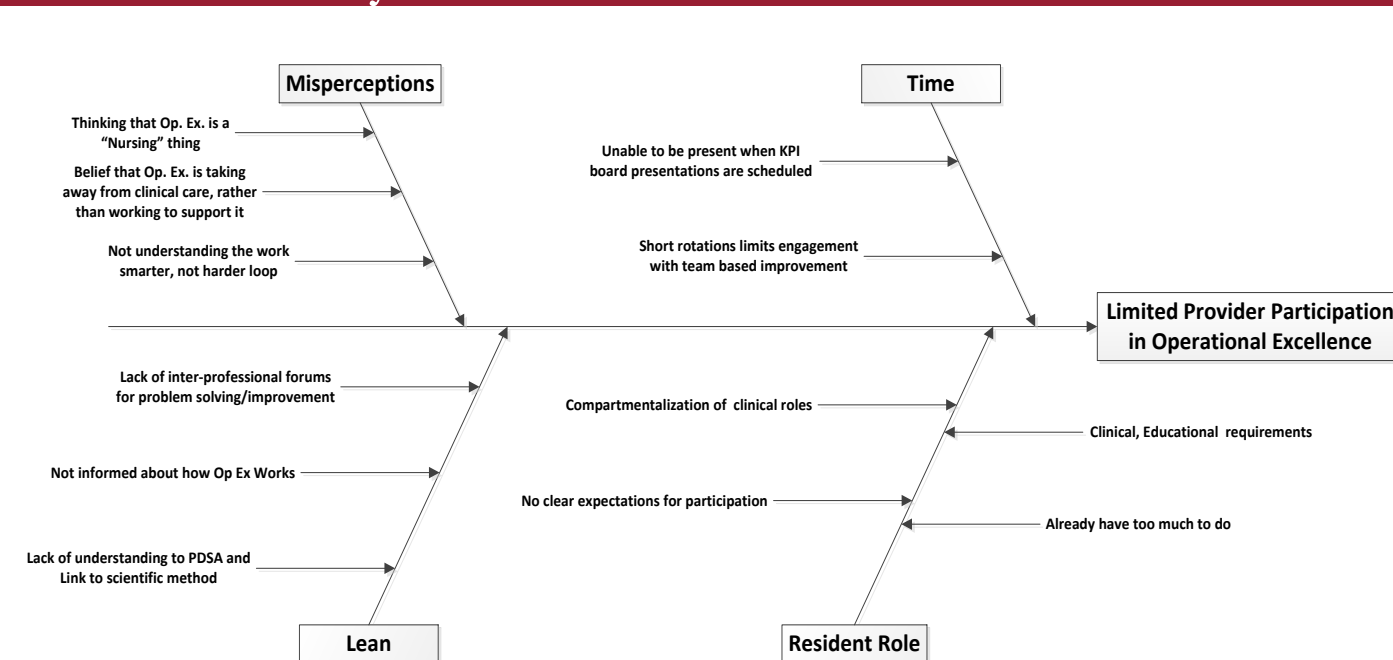 Misperceptions
Time
Thinking that Op. Ex. is a
“Nursing” thing
Belief that Op. Ex. is taking
away from clinical care, rather
than working to support it
Not understanding the work
smarter, not harder loop
Unable to be present when KPI
board presentations are scheduled
Short rotations limits engagement
with team based improvement
Limited Provider Participation
in Operational Excellence
Lack of inter-professional forums
for problem solving/improvement
Not informed about how Op Ex Works
Lack of understanding to PDSA and
Link to scientific method
Compartmentalization of clinical roles
Clinical, Educational requirements
No clear expectations for participation
Already have too much to do
Lean
Resident Role